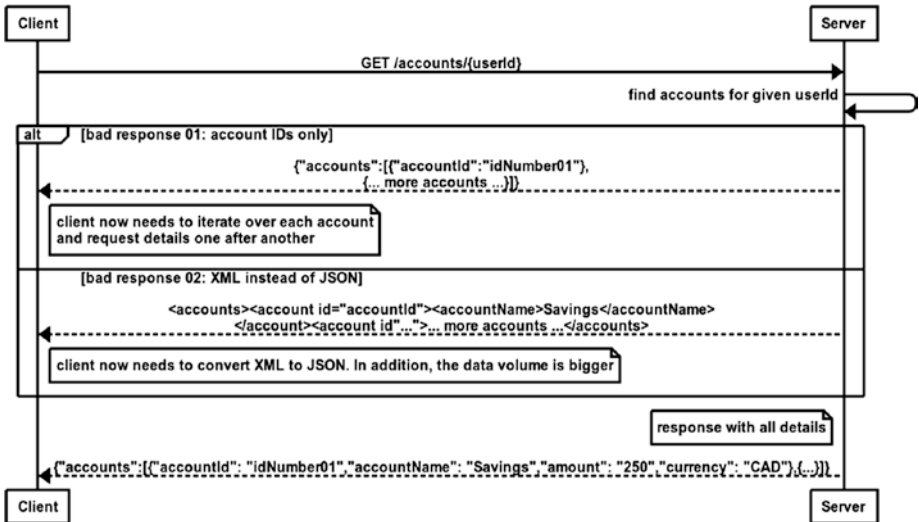 Client
Server
GET /accounts/{userId}
find accounts for given userId
alt
[bad response 01: account IDs only]
{"accounts":[{"accountId":"idNumber01"},
{... more accounts ...}]}
client now needs to iterate over each account
and request details one after another
[bad response 02: XML instead of JSON]
<accounts><account id="accountId"><accountName>Savings</accountName>
</account><account id"...">... more accounts ...</accounts>
client now needs to convert XML to JSON. In addition, the data volume is bigger
response with all details
{"accounts":[{"accountId": "idNumber01","accountName": "Savings","amount": "250","currency": "CAD"},{...}]}
Client
Server